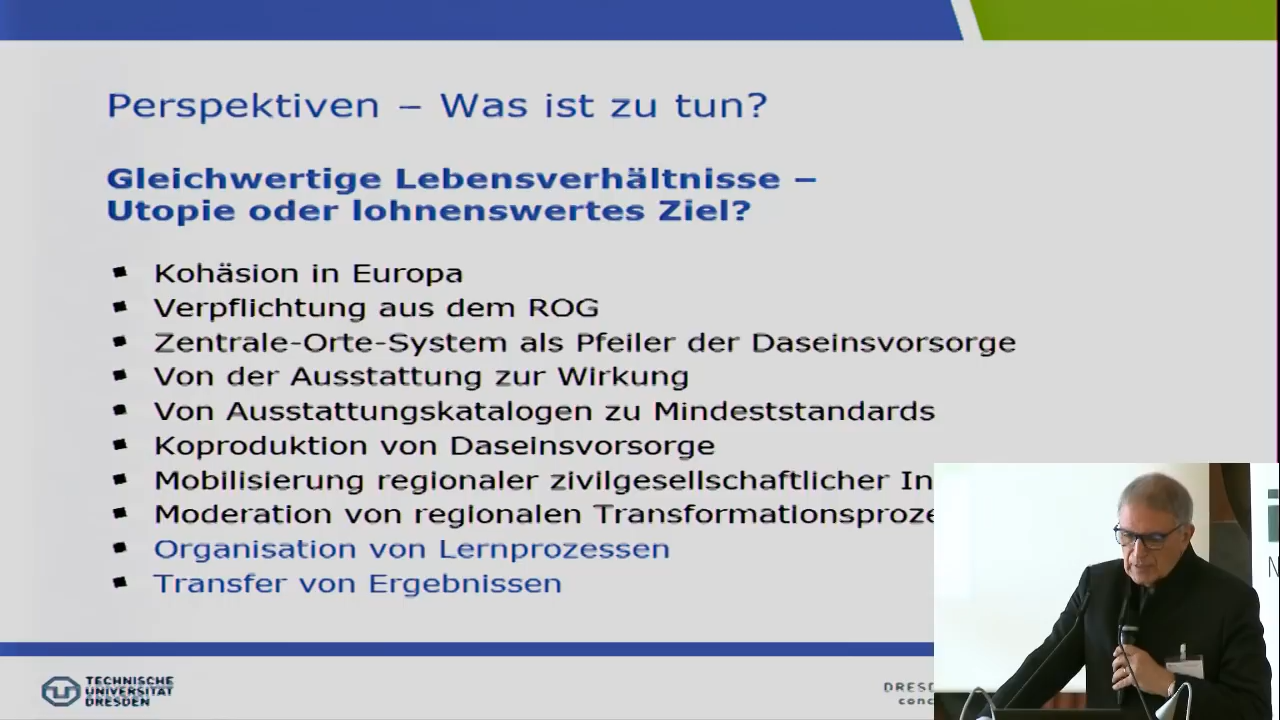 Perspektiven – Was ist zu tun?
Gleichwertige Lebensverhältnisse –
Utopie oder lohnenswertes Ziel?
Kohäsion in Europa
Verpflichtung aus dem ROG
Zentrale-Orte-System als Pfeiler der Daseinsvorsorge
Von der Ausstattung zur Wirkung
Von Ausstattungskatalogen zu Mindeststandards
Koproduktion von Daseinsvorsorge
Mobilisierung regionaler zivilgesellschaftlicher
Moderation von regionalen
Organisation von Lernprozessen
Transfer von Ergebnissen
TECHNISCHE
UNIVERSITÄT
DRESDEN